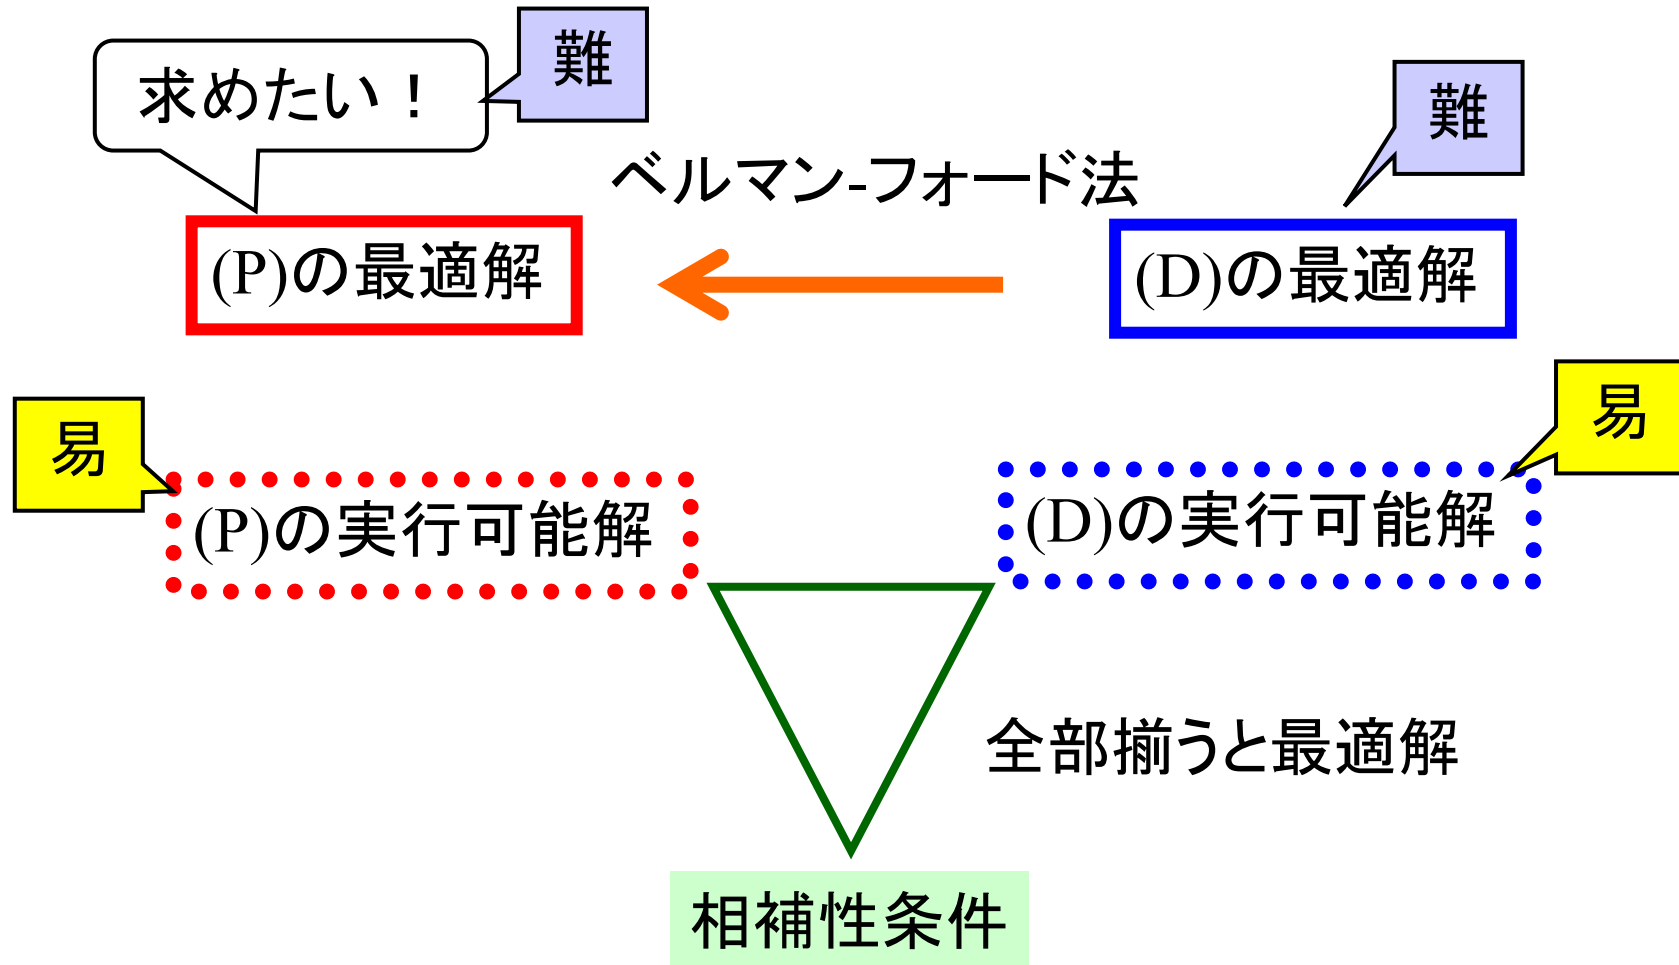 難
求めたい！
難
ベルマン-フォード法
(P)の最適解
(D)の最適解
易
易
(P)の実行可能解
(D)の実行可能解
全部揃うと最適解
相補性条件